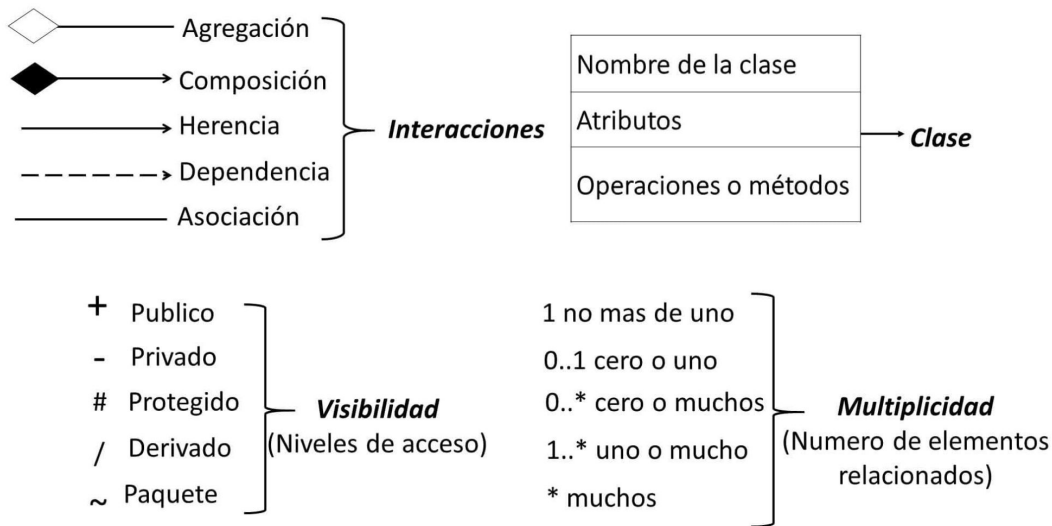 Agregación
Composición
Herencia
Dependencia
Asociación
Interacciones
Nombre de la clase
Atributos
Operaciones o métodos
Clase
+ Publico
- Privado
# Protegido
/ Derivado
~ Paquete
Visibilidad
(Niveles de acceso)
1 no mas de uno
0..1 cero o uno
0..* cero o muchos
1..* uno o mucho
* muchos
Multiplicidad
(Numero de elementos
relacionados)